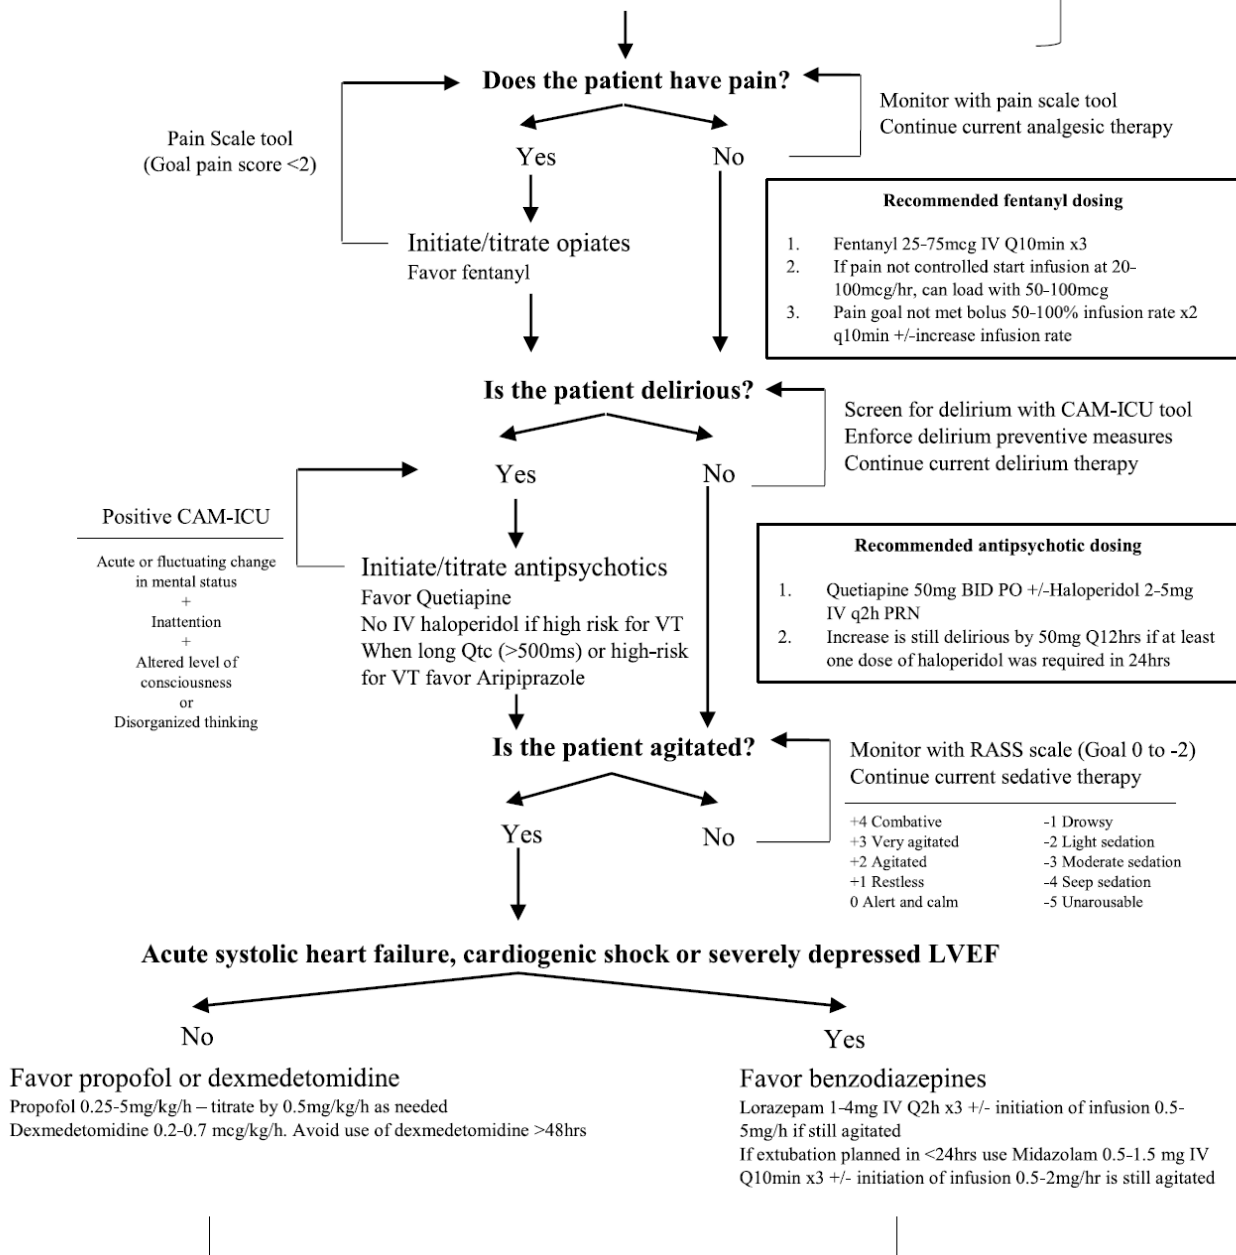 Does the patient have pain?
Pain Scale tool
(Goal pain score <2)
Yes
No
Monitor with pain scale tool
Continue current analgesic therapy
Initiate/titrate opiates
Favor fentanyl
Recommended fentanyl dosing
1. Fentanyl 25-75mcg IV Q10min x3
2. If pain not controlled start infusion at 20-
100mcg/hr, can load with 50-100mcg
3. Pain goal not met bolus 50-100% infusion rate x2
q10min +/-increase infusion rate
Is the patient delirious?
Yes
No
Screen for delirium with CAM-ICU tool
Enforce delirium preventive measures
Continue current delirium therapy
Positive CAM-ICU
Acute or fluctuating change
in mental status
+
Inattention
+
Altered level of
consciousness
or
Disorganized thinking
Initiate/titrate antipsychotics
Favor Quetiapine
No IV haloperidol if high risk for VT
When long Qtc (>500ms) or high-risk
for VT favor Aripiprazole
Recommended antipsychotic dosing
1. Quetiapine 50mg BID PO +/-Haloperidol 2-5mg
IV q2h PRN
2. Increase is still delirious by 50mg Q12hrs if at least
one dose of haloperidol was required in 24hrs
Is the patient agitated?
Yes
No
Monitor with RASS scale (Goal 0 to -2)
Continue current sedative therapy
+4 Combative
+3 Very agitated
+2 Agitated
+1 Restless
0 Alert and calm
-1 Drowsy
-2 Light sedation
-3 Moderate sedation
-4 Seep sedation
-5 Unarousable
Acute systolic heart failure, cardiogenic shock or severely depressed LVEF
No
Favor propofol or dexmedetomidine
Propofol 0.25-5mg/kg/h – titrate by 0.5mg/kg/h as needed
Dexmedetomidine 0.2-0.7 mcg/kg/h. Avoid use of dexmedetomidine >48hrs
Yes
Favor benzodiazepines
Lorazepam 1-4mg IV Q2h x3 +/- initiation of infusion 0.5-
5mg/h if still agitated
If extubation planned in <24hrs use Midazolam 0.5-1.5 mg IV
Q10min x3 +/- initiation of infusion 0.5-2mg/hr is still agitated